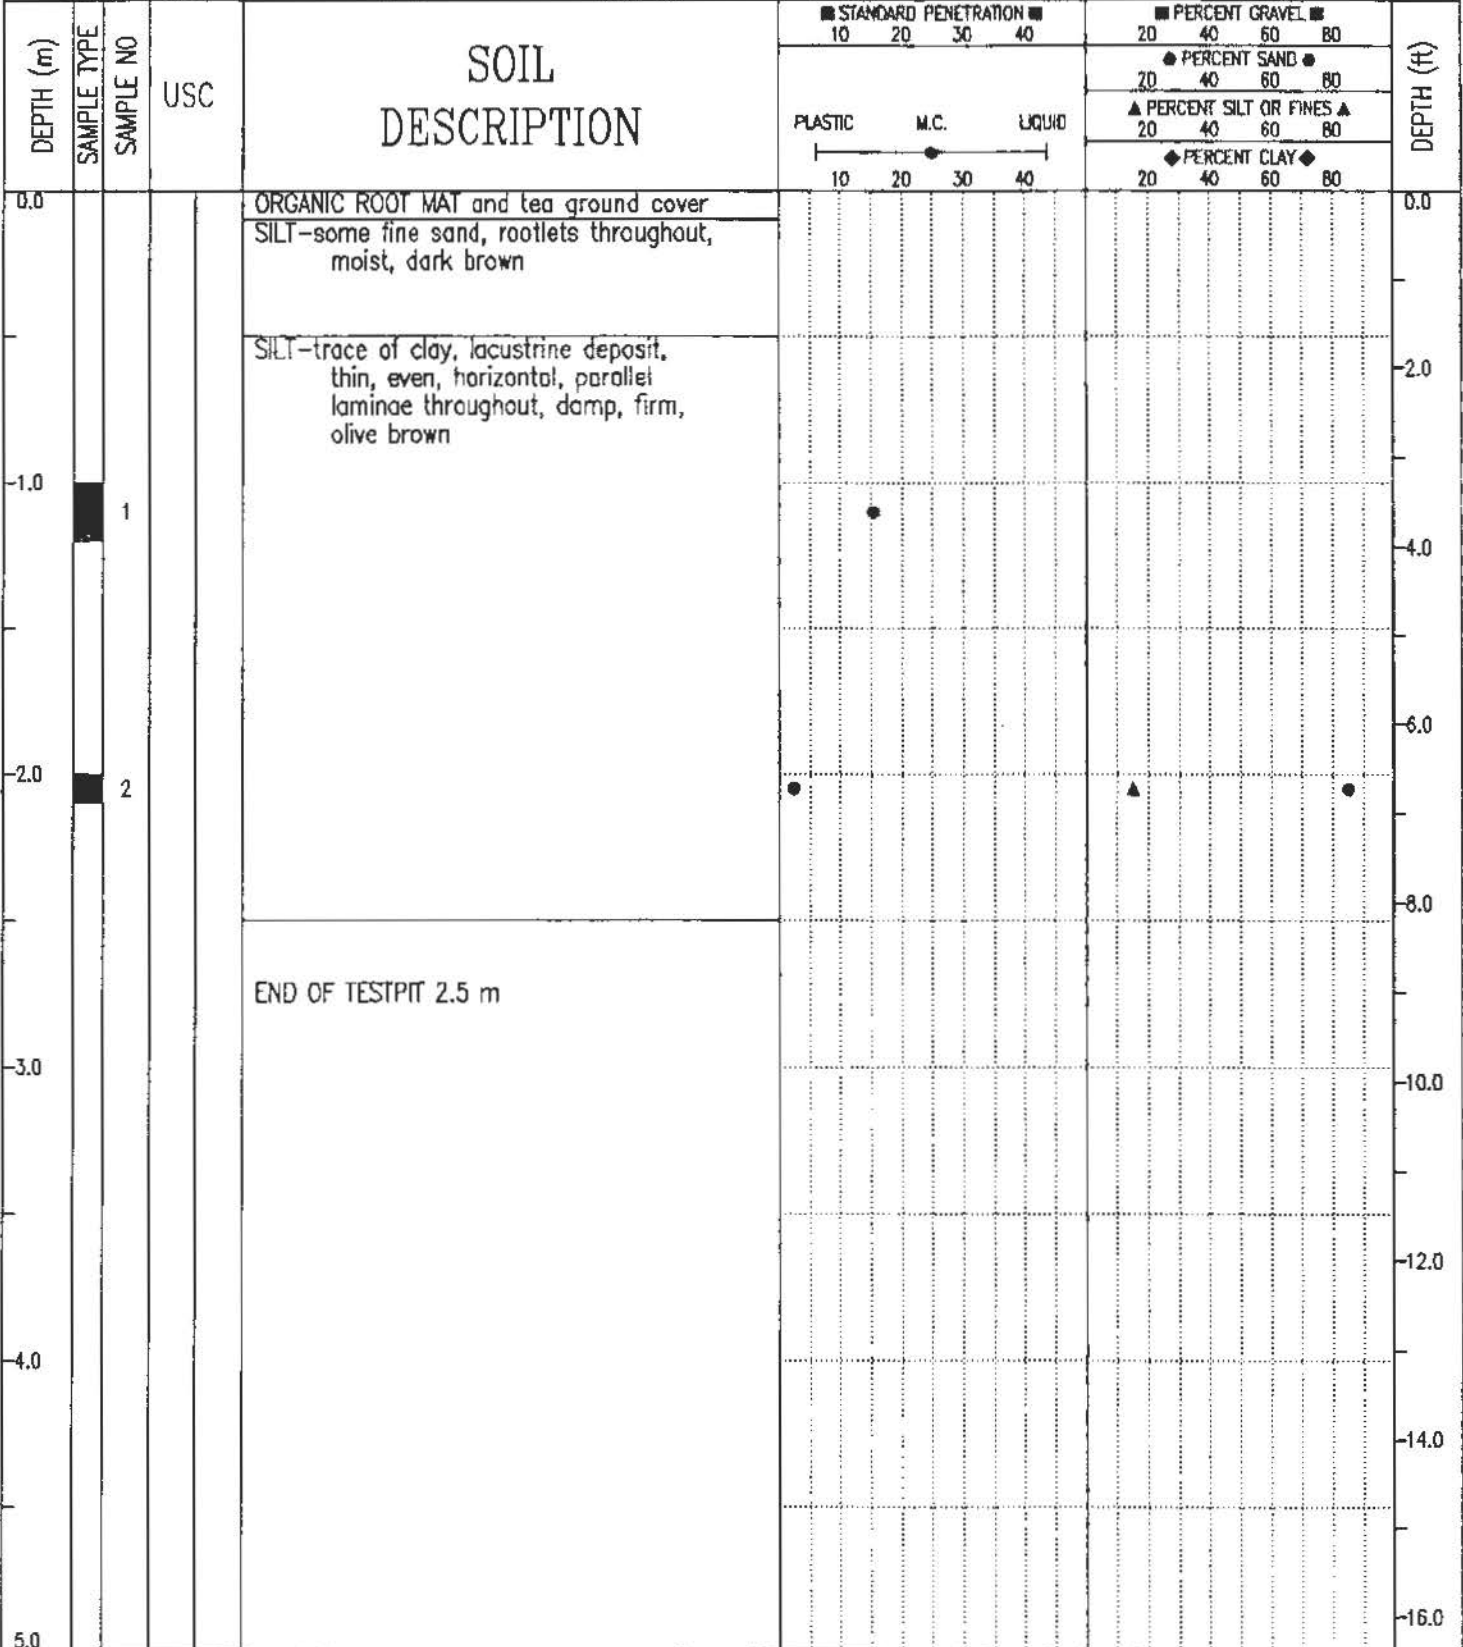 DEPTH (m)
SAMPLE TYPE
SAMPLE NO
USC
SOIL
DESCRIPTION
■ STANDARD PENETRATION ■
10 20 30 40
PLASTIC M.C. LIQUID
10 20 30 40
■ PERCENT GRAVEL ■
20 40 60 80
● PERCENT SAND ●
20 40 60 80
▲ PERCENT SILT OR FINES ▲
20 40 60 80
◆ PERCENT CLAY ◆
20 40 60 80
DEPTH (ft)
0.0
ORGANIC ROOT MAT and tea ground cover
0.0
SILT-some fine sand, rootlets throughout,
moist, dark brown
SILT-trace of clay, lacustrine deposit,
thin, even, horizontal, parallel
laminae throughout, damp, firm,
olive brown
2.0
1.0
1
4.0
6.0
2.0
2
8.0
END OF TESTPIT 2.5 m
3.0
10.0
12.0
4.0
14.0
16.0
5.0